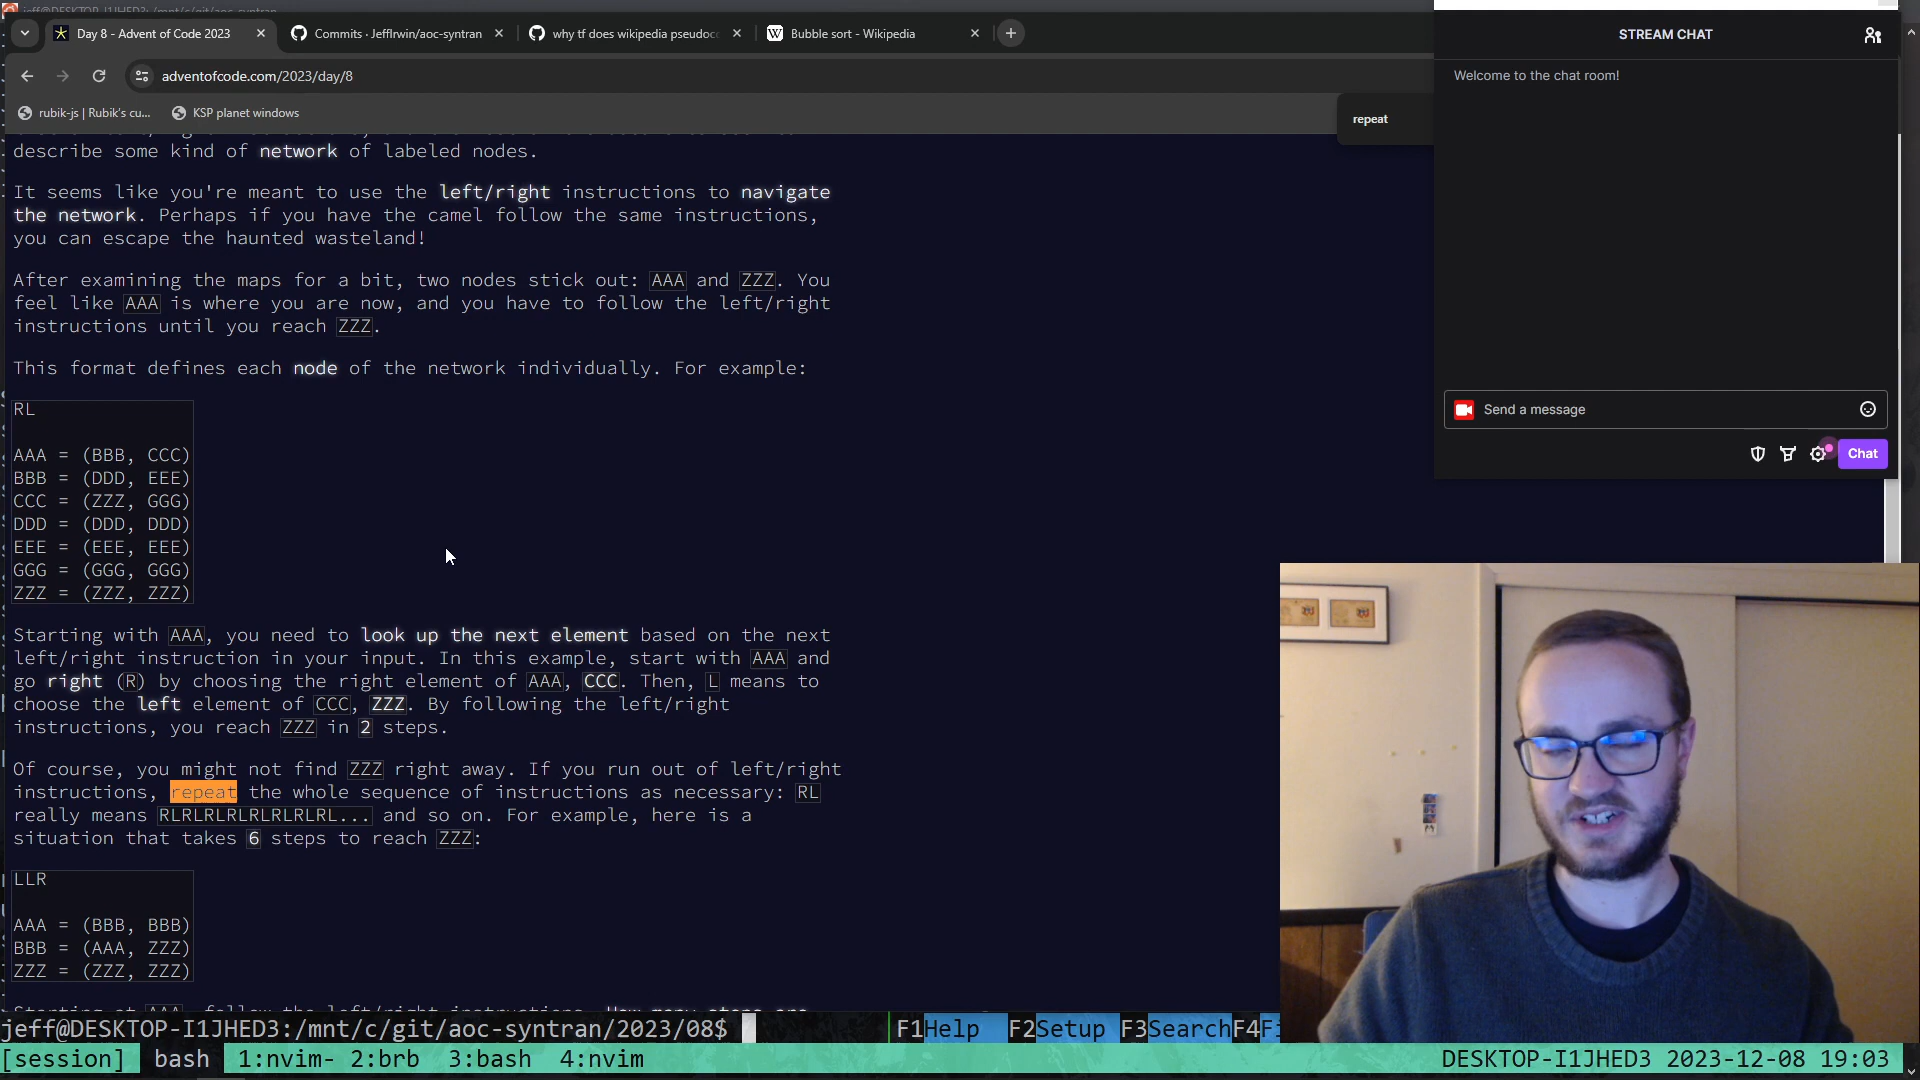 Day 8 - Advent of Code 2023
Commits · JeffIrwin/aoc-syntran
why tf does wikipedia pseudoco
Bubble sort - Wikipedia
adventofcode.com/2023/day/8
rubik-js | Rubik's cu...
KSP planet windows
repeat
STREAM CHAT
Welcome to the chat room!
Send a message
Chat
describe some kind of network of labeled nodes.
It seems like you're meant to use the left/right instructions to navigate
the network. Perhaps if you have the camel follow the same instructions,
you can escape the haunted wasteland!
After examining the maps for a bit, two nodes stick out: AAA and ZZZ. You
feel like AAA is where you are now, and you have to follow the left/right
instructions until you reach ZZZ.
This format defines each node of the network individually. For example:
RL
AAA = (BBB, CCC)
BBB = (DDD, EEE)
CCC = (ZZZ, GGG)
DDD = (DDD, DDD)
EEE = (EEE, EEE)
GGG = (GGG, GGG)
ZZZ = (ZZZ, ZZZ)
Starting with AAA, you need to look up the next element based on the next
left/right instruction in your input. In this example, start with AAA and
go right (R) by choosing the right element of AAA, CCC. Then, L means to
choose the left element of CCC, ZZZ. By following the left/right
instructions, you reach ZZZ in 2 steps.
Of course, you might not find ZZZ right away. If you run out of left/right
instructions, repeat the whole sequence of instructions as necessary: RL
really means RLRLRLRLRLRLRLRL... and so on. For example, here is a
situation that takes 6 steps to reach ZZZ:
LLR
AAA = (BBB, BBB)
BBB = (AAA, ZZZ)
ZZZ = (ZZZ, ZZZ)
jeff@DESKTOP-I1JHED3:/mnt/c/git/aoc-syntran/2023/08$
F1Help F2Setup F3SearchF4Fi
[session] bash 1:nvim- 2:brb 3:bash 4:nvim
DESKTOP-I1JHED3 2023-12-08 19:03